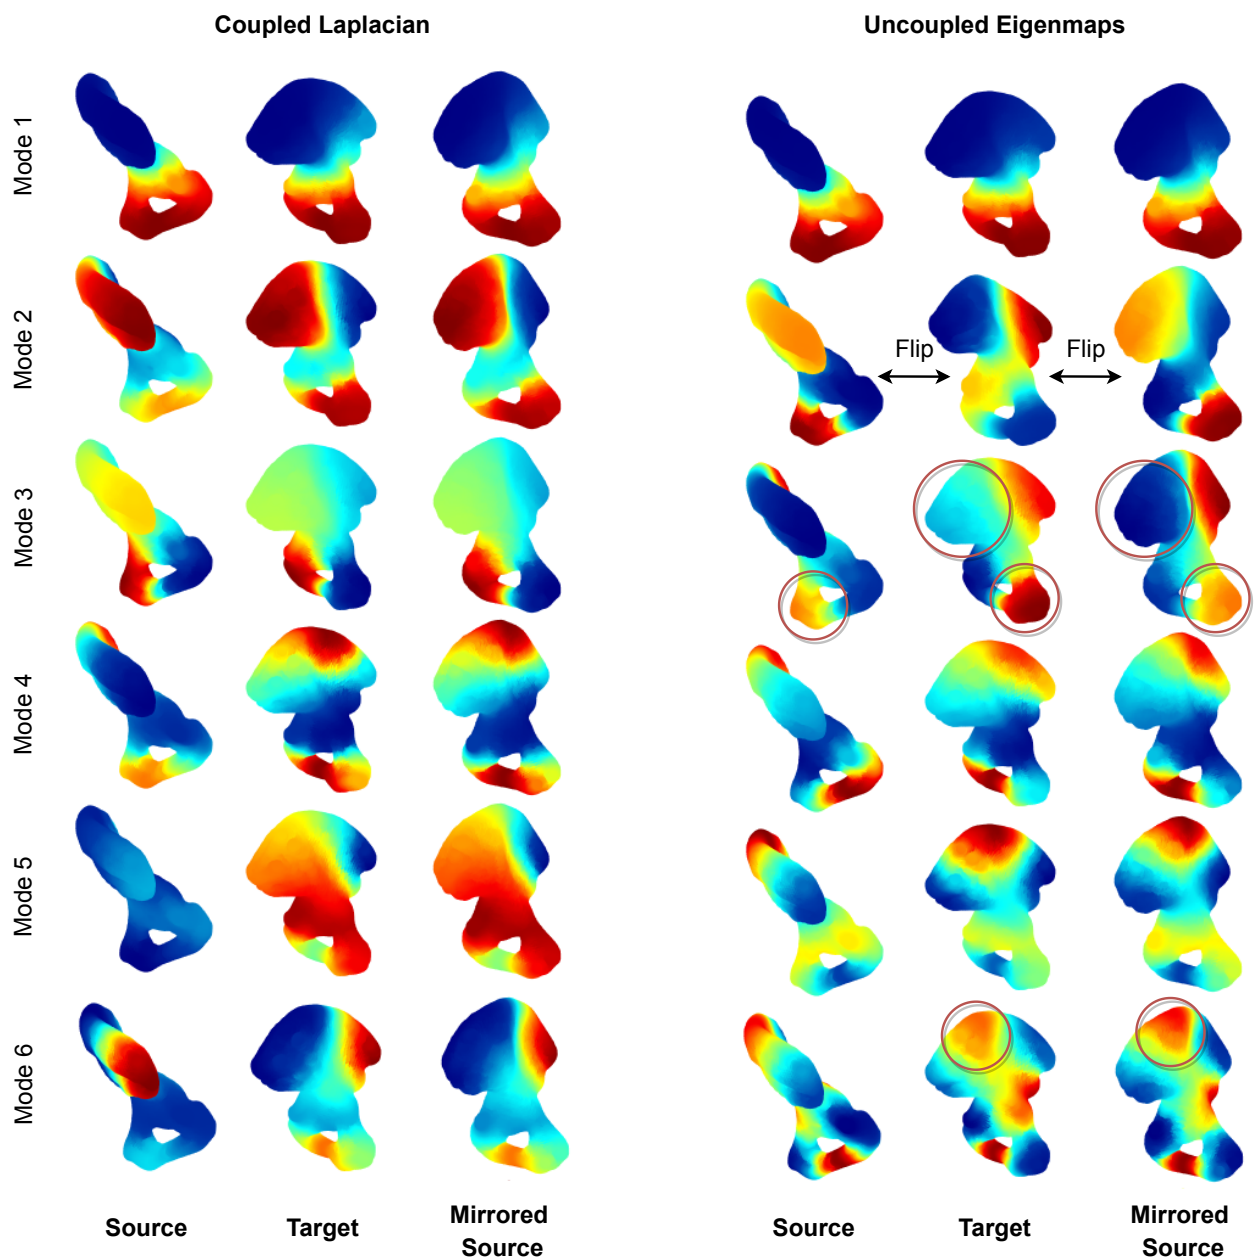 Coupled Laplacian
Uncoupled Eigenmaps
Mode 1
Mode 2
Flip
Flip
Mode 3
Mode 4
Mode 5
Mode 6
Source
Target
Mirrored
Source
Source
Target
Mirrored
Source